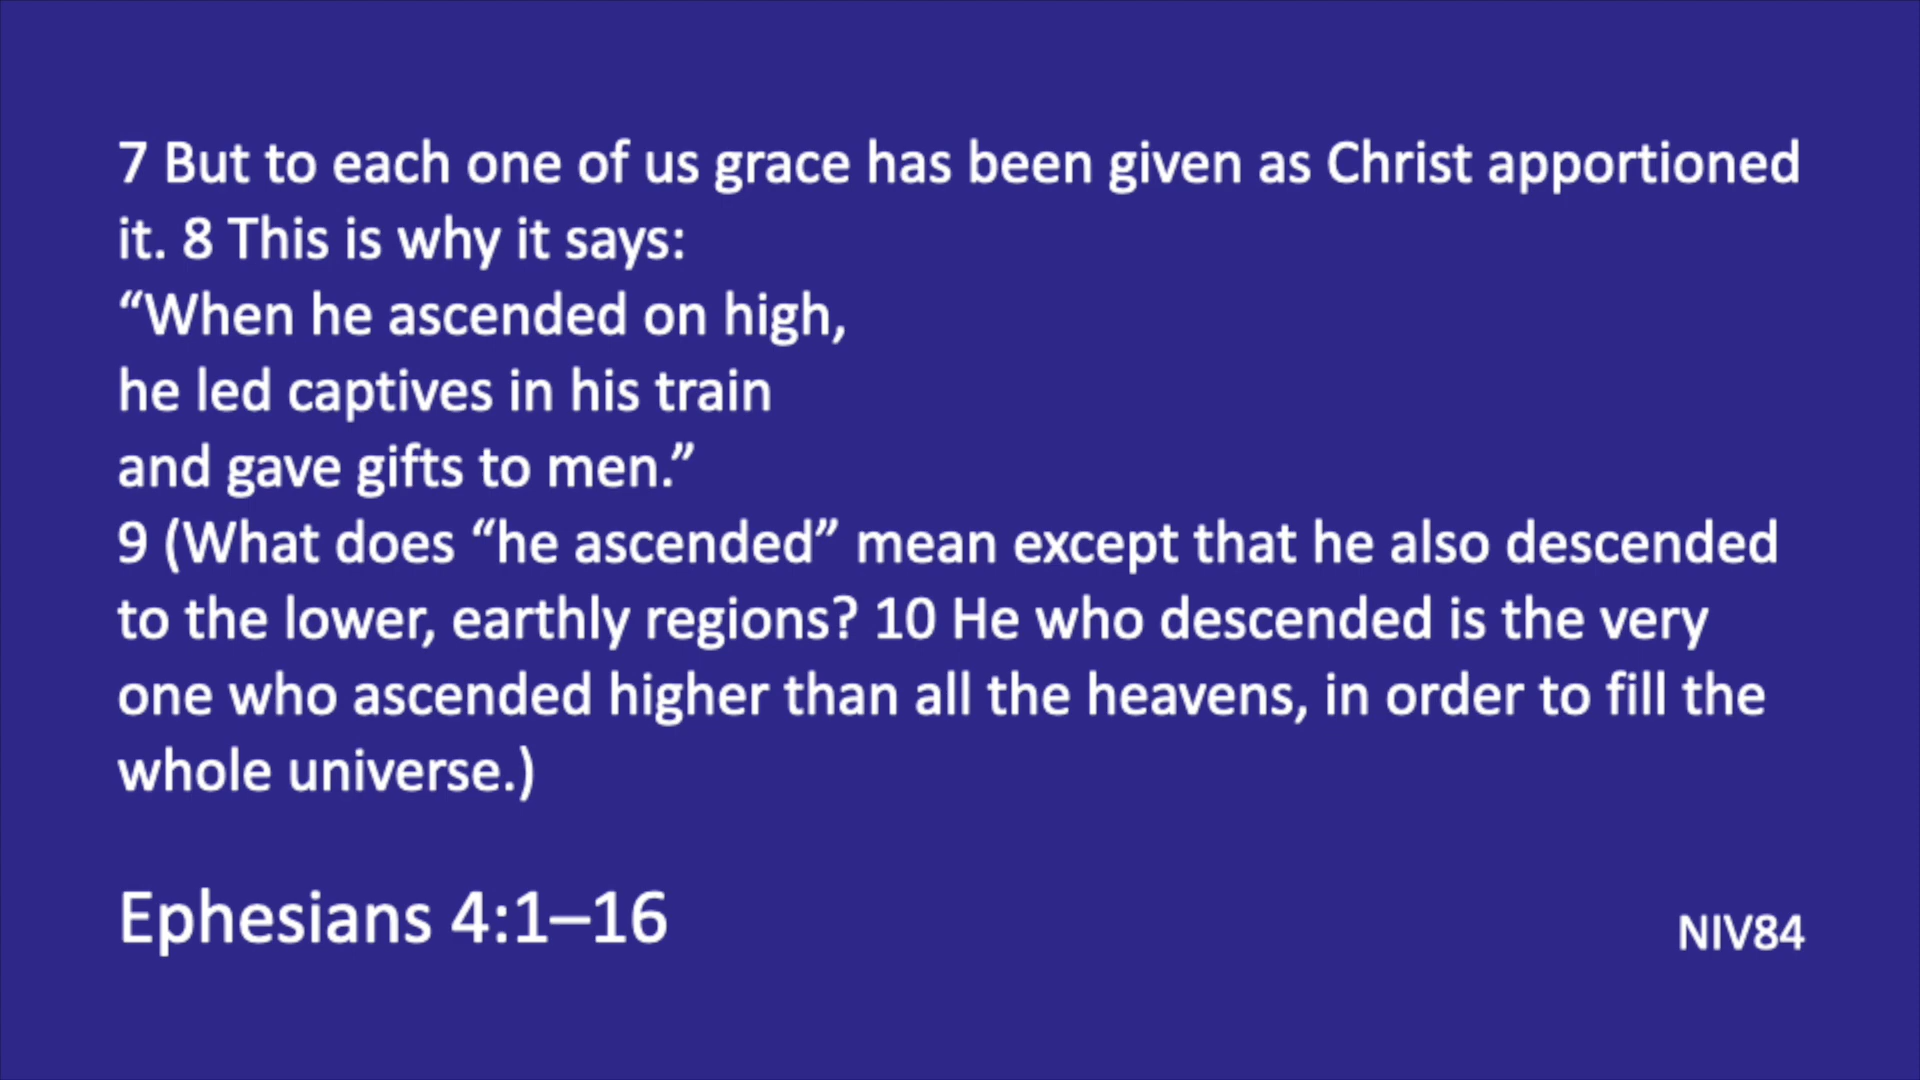 7 But to each one of us grace has been given as Christ apportioned
it. 8 This is why it says:
“When he ascended on high,
he led captives in his train
and gave gifts to men.”
9 (What does “he ascended” mean except that he also descended
to the lower, earthly regions? 10 He who descended is the very
one who ascended higher than all the heavens, in order to fill the
whole universe.)
Ephesians 4:1–16
NIV84